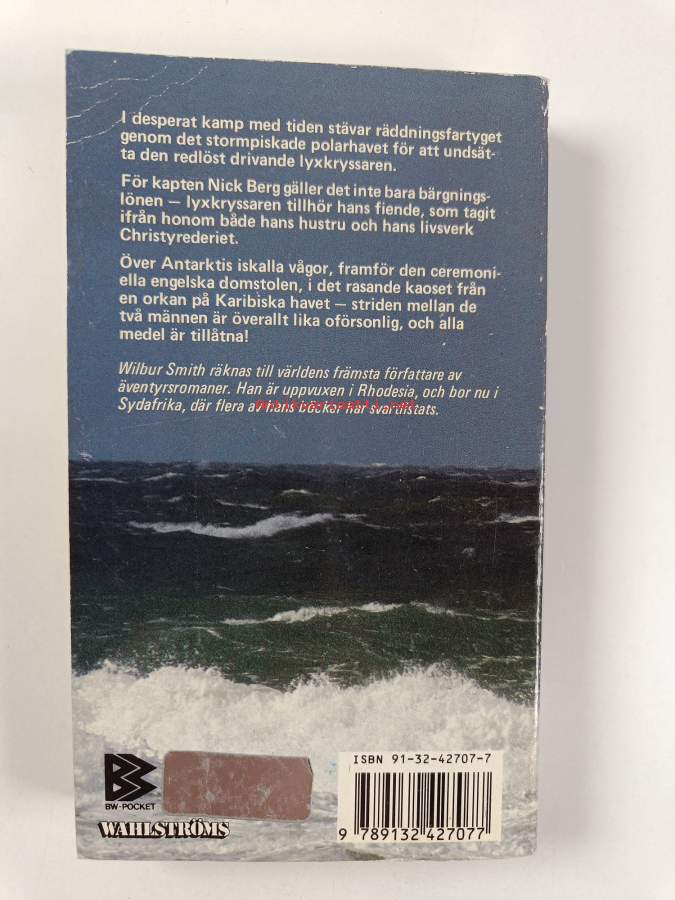 I desperat kamp med tiden stävar räddningsfartyget
genom det stormpiskade polarhavet för att undsät-
ta den redlöst drivande lyxkryssaren.
För kapten Nick Berg gäller det inte bara bärgnings-
lönen – lyxkryssaren tillhör hans fiende, som tagit
ifrån honom både hans hustru och hans livsverk
Christyrederiet.
Över Antarktis iskalla vågor, framför den ceremoni-
ella engelska domstolen, i det rasande kaoset från
en orkan på Karibiska havet – striden mellan de
två männen är överallt lika oförsonlig, och alla
medel är tillåtna!
Wilbur Smith räknas till världens främsta författare av
äventyrsromaner. Han är uppvuxen i Rhodesia, och bor nu i
Sydafrika, där flera av hans böcker har svartlistats.
ISBN 91-32-42707-7
BW-POCKET
WAHLSTRÖMS
9 789132 427077